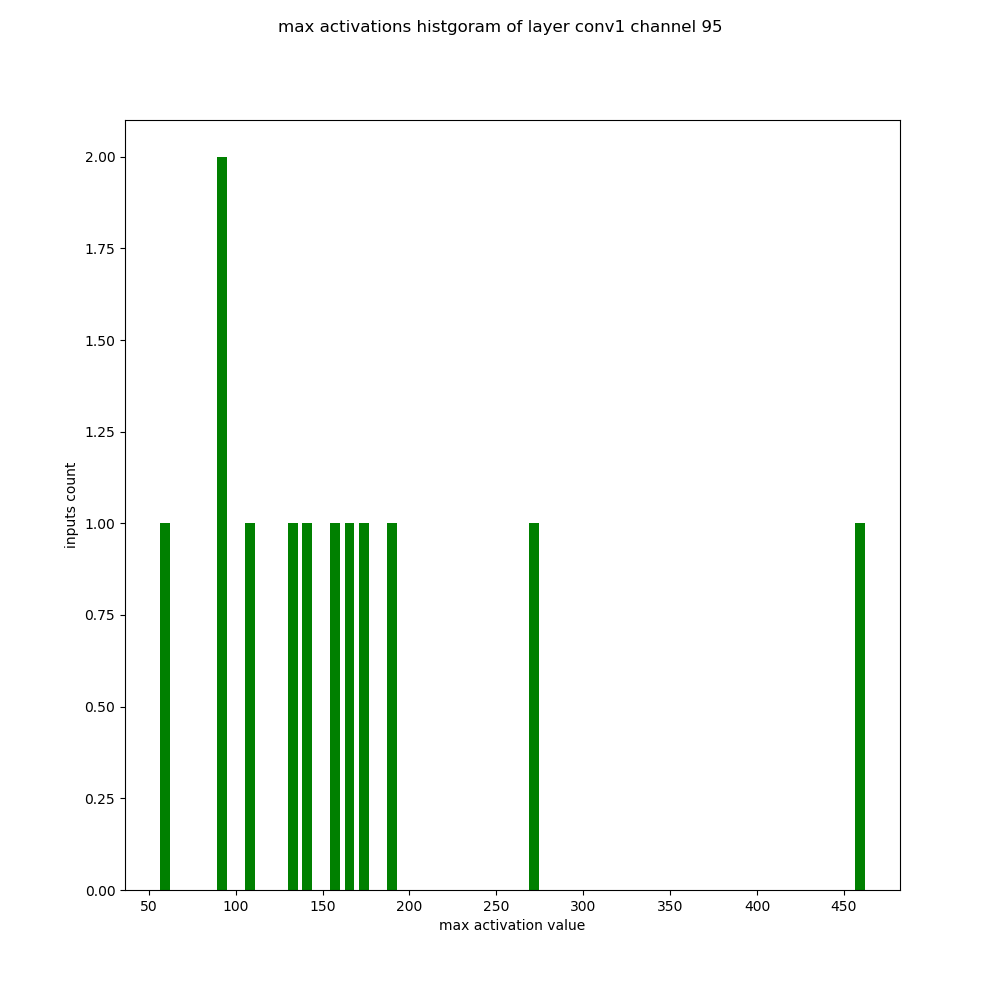 max activations histgoram of layer conv1 channel 95
2.00
1.75
1.50
1.25
1.00
0.75
0.50
0.25
0.00
inputs count
50 100 150 200 250 300 350 400 450
max activation value